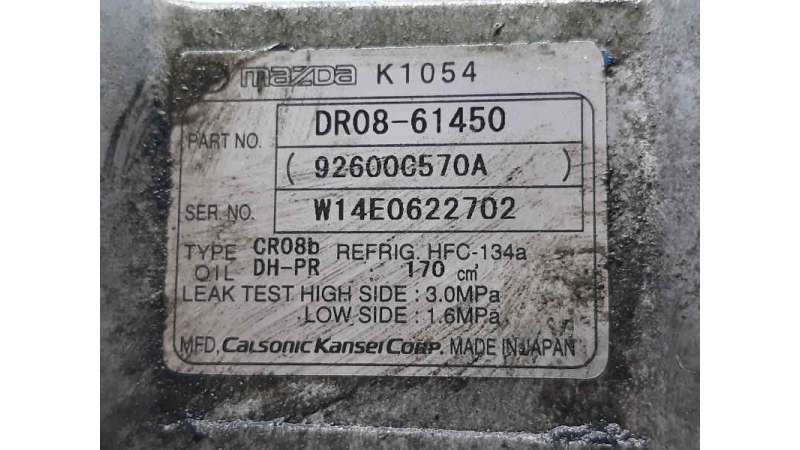 mazda K1054
PART NO. DR08-61450
(92600C570A)
SER. NO. W14E0622702
TYPE CR08b REFRIG. HFC-134a
OIL DH-PR 170 cm³
LEAK TEST HIGH SIDE : 3.0MPa
LOW SIDE : 1.6MPa
MFD. CALSONIC KANSEI CORP. MADE IN JAPAN